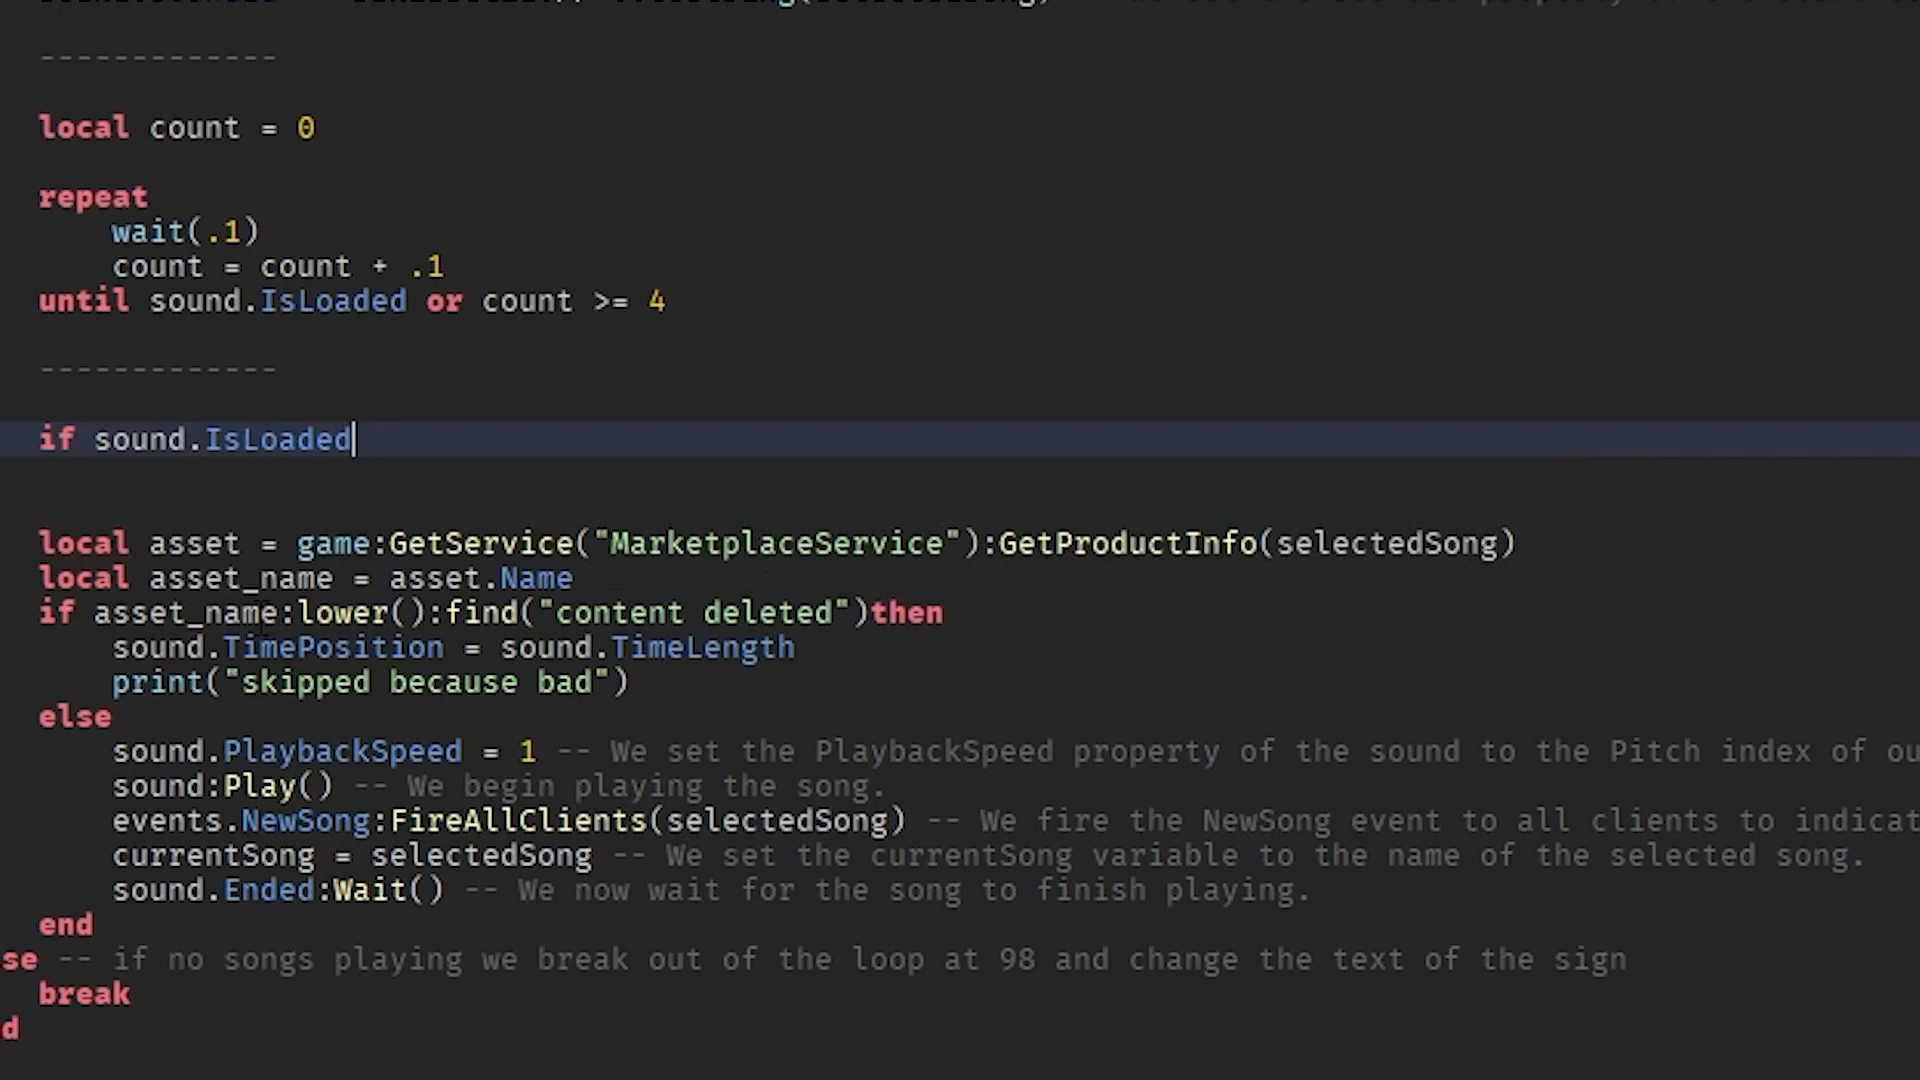 -------------
local count = 0
repeat
wait(.1)
count = count + .1
until sound.IsLoaded or count >= 4
-------------
if sound.IsLoaded
local asset = game:GetService("MarketplaceService"):GetProductInfo(selectedSong)
local asset_name = asset.Name
if asset_name:lower():find("content deleted")then
sound.TimePosition = sound.TimeLength
print("skipped because bad")
else
sound.PlaybackSpeed = 1 -- We set the PlaybackSpeed property of the sound to the Pitch index of ou
sound:Play() -- We begin playing the song.
events.NewSong:FireAllClients(selectedSong) -- We fire the NewSong event to all clients to indicat
currentSong = selectedSong -- We set the currentSong variable to the name of the selected song.
sound.Ended:Wait() -- We now wait for the song to finish playing.
end
se -- if no songs playing we break out of the loop at 98 and change the text of the sign
break
d